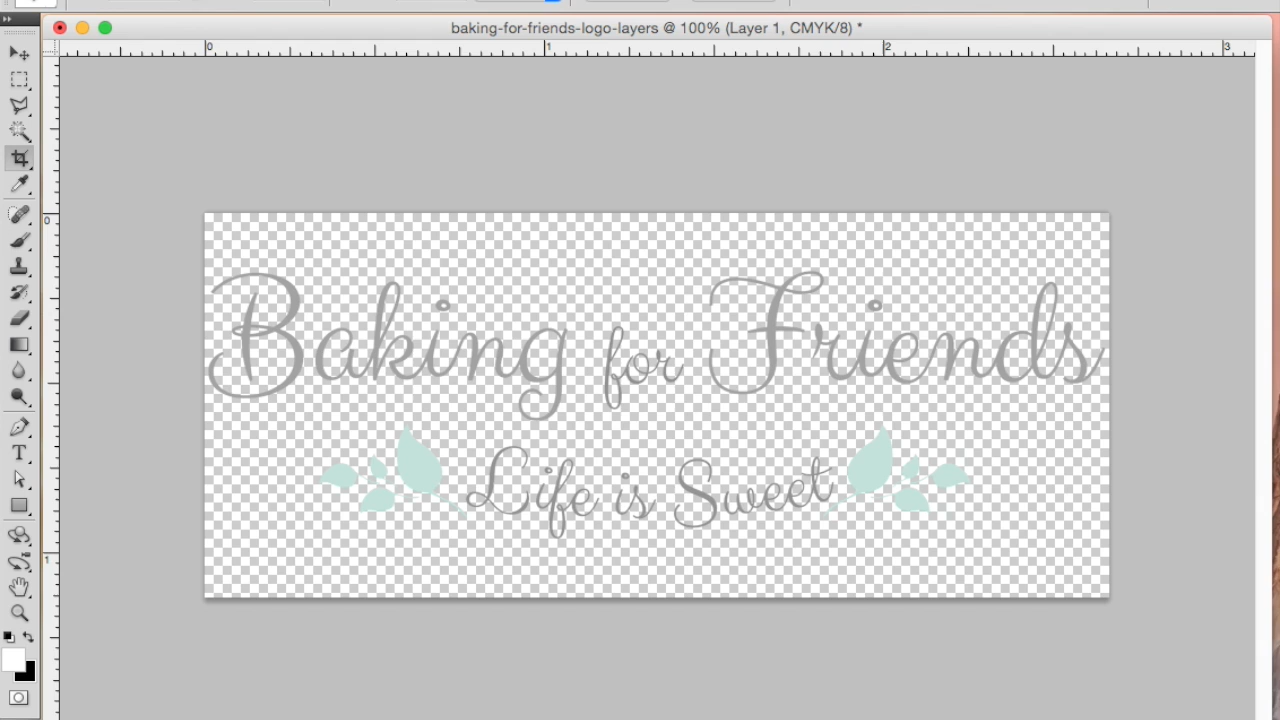 baking-for-friends-logo-layers @ 100% (Layer 1, CMYK/8) *
0 1 2 3
0
Baking for Friends
Life is Sweet
1
T